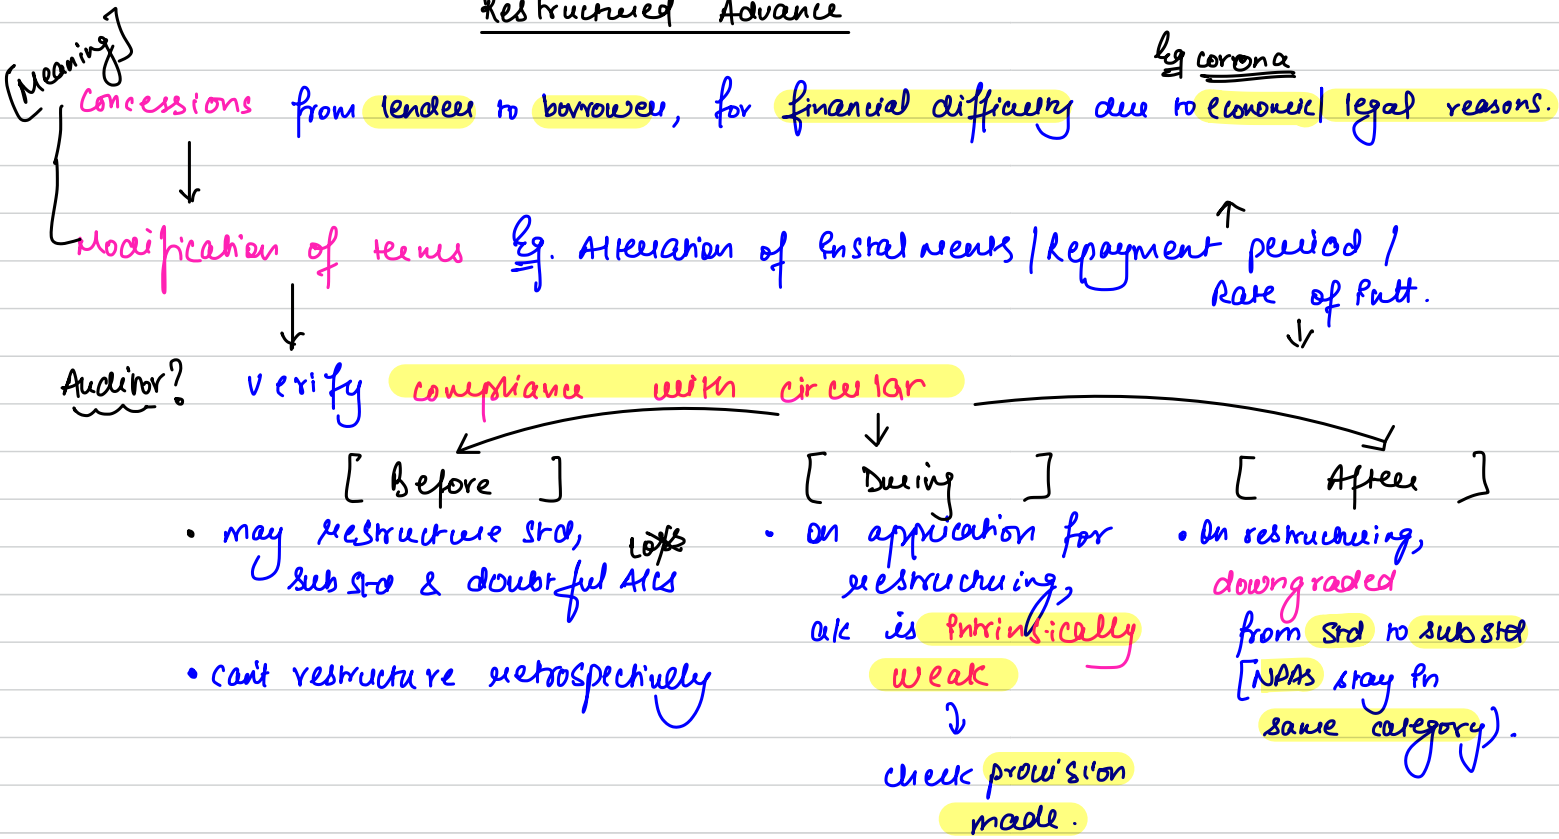 Restructured Advance
[Meaning]
Eg corona
Concessions from lender to borrower, for financial difficulty due to economic/ legal reasons.
Modification of terms Eg. Alteration of Instalments / Repayment period /
Rate of Intt.
Auditor? Verify compliance with circular
[ Before ] [ During ] [ After ]
• may restructure std,
sub std & doubtful A/cs
• can't restructure retrospectively
• on application for
restructuring,
a/c is Intrinsically
weak
check provision
made.
• On restructuring,
downgraded
from std to sub std
[NPAs stay in
same category).